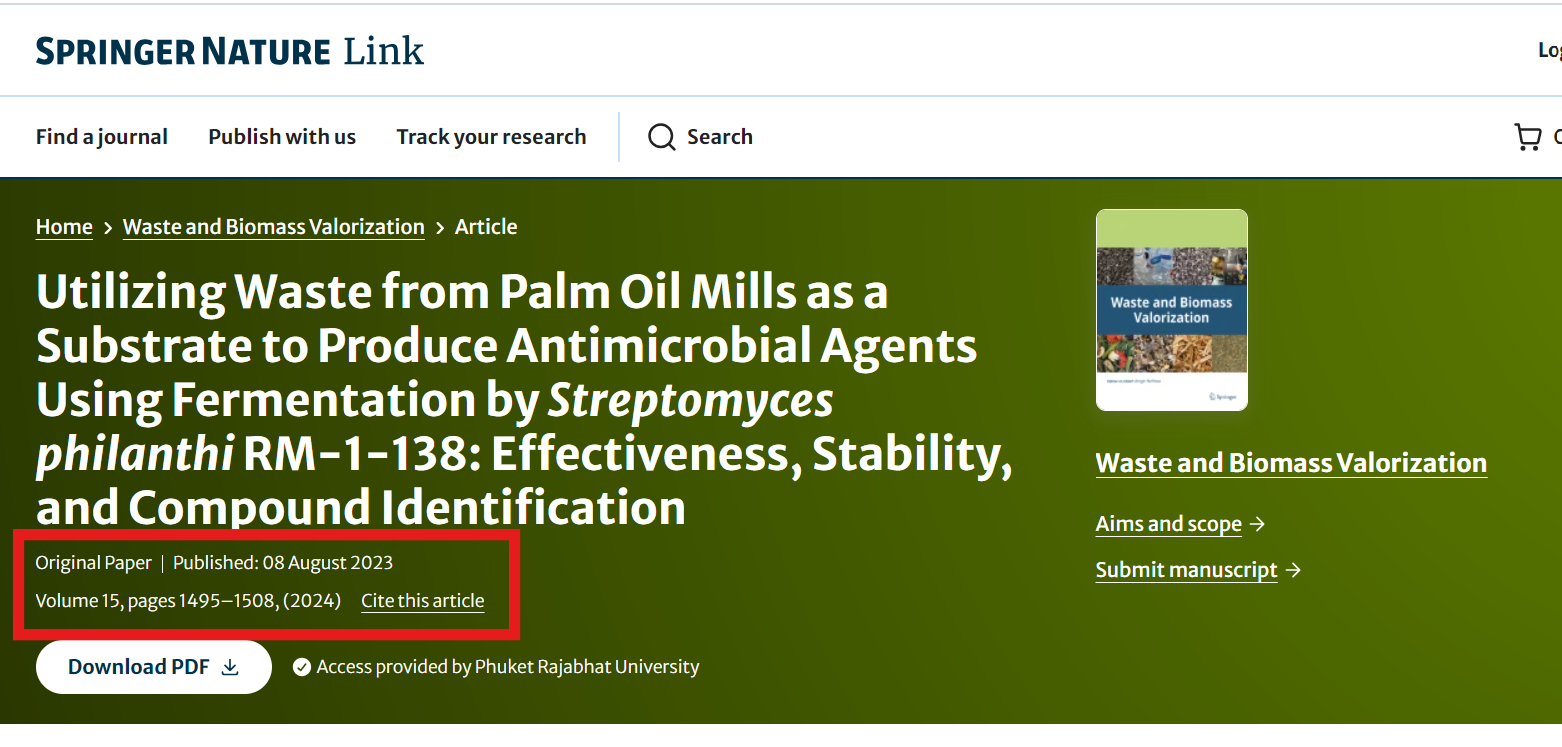 SPRINGER NATURE Link
Find a journal Publish with us Track your research Search
Home > Waste and Biomass Valorization > Article
Utilizing Waste from Palm Oil Mills as a
Substrate to Produce Antimicrobial Agents
Using Fermentation by Streptomyces
philanthi RM-1-138: Effectiveness, Stability,
and Compound Identification
Original Paper | Published: 08 August 2023
Volume 15, pages 1495–1508, (2024) Cite this article
Download PDF Access provided by Phuket Rajabhat University
Waste and Biomass
Valorization
Springer
Waste and Biomass Valorization
Aims and scope →
Submit manuscript →